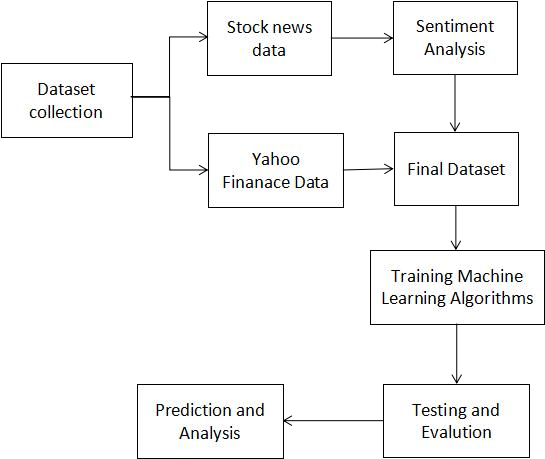 Stock news
data
Sentiment
Analysis
Dataset
collection
Yahoo
Finanace Data
Final Dataset
Training Machine
Learning Algorithms
Prediction and
Analysis
Testing and
Evalution